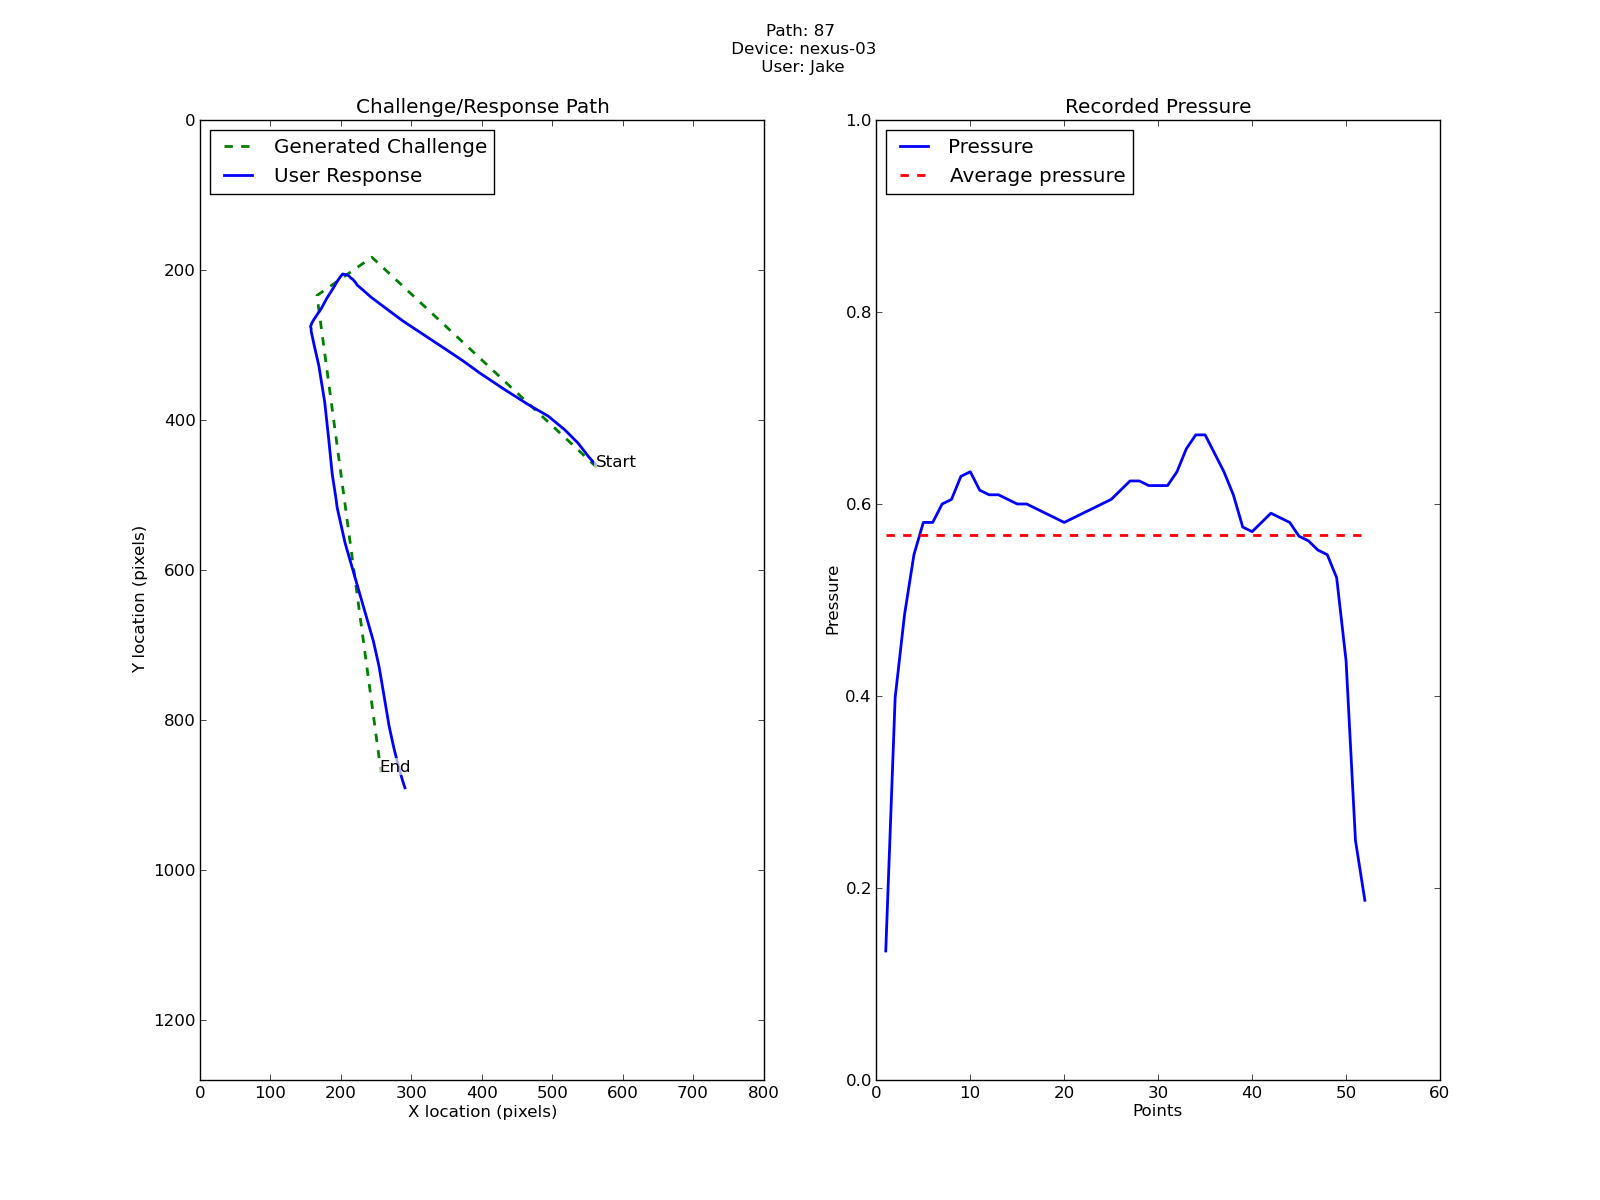 Path: 87
Device: nexus-03
User: Jake
Challenge/Response Path
Generated Challenge
User Response
0
200
400
600
800
1000
1200
Y location (pixels)
Start
End
0 100 200 300 400 500 600 700 800
X location (pixels)
Recorded Pressure
Pressure
Average pressure
1.0
0.8
0.6
0.4
0.2
0.0
Pressure
0 10 20 30 40 50 60
Points